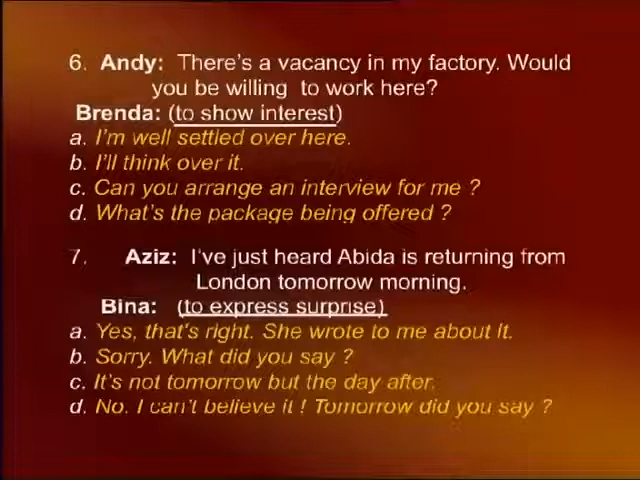 6. Andy: There's a vacancy in my factory. Would
you be willing to work here?
Brenda: (to show interest)
a. I'm well settled over here.
b. I'll think over it.
c. Can you arrange an interview for me ?
d. What's the package being offered ?
7. Aziz: I've just heard Abida is returning from
London tomorrow morning.
Bina: (to express surprise)
a. Yes, that's right. She wrote to me about it.
b. Sorry. What did you say ?
c. It's not tomorrow but the day after.
d. No. I can't believe it ! Tomorrow did you say ?